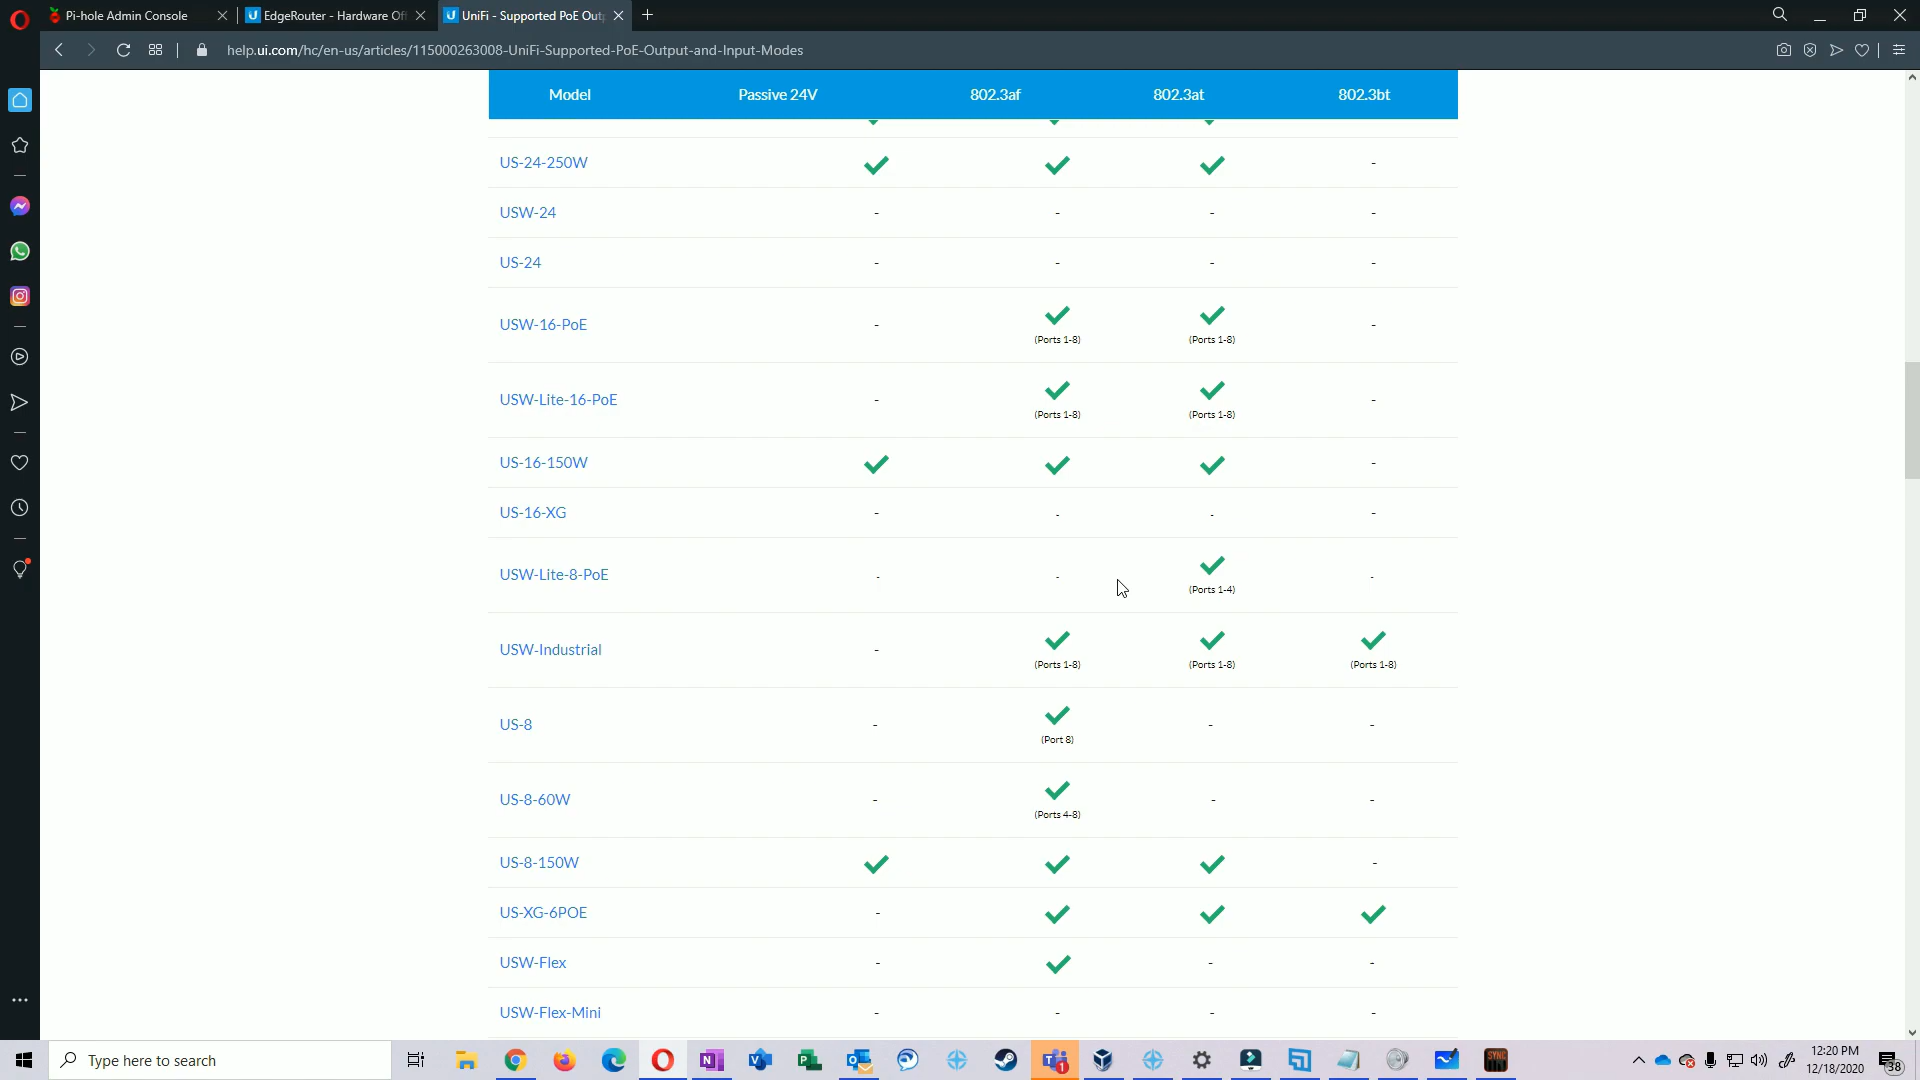 Pi-hole Admin Console
EdgeRouter - Hardware Of
UniFi - Supported PoE Out
help.ui.com/hc/en-us/articles/115000263008-UniFi-Supported-PoE-Output-and-Input-Modes
Model Passive 24V 802.3af 802.3at 802.3bt
US-24-250W -
USW-24 - - - -
US-24 - - - -
USW-16-PoE - -
(Ports 1-8) (Ports 1-8)
USW-Lite-16-PoE - -
(Ports 1-8) (Ports 1-8)
US-16-150W -
US-16-XG - - - -
USW-Lite-8-PoE - - -
(Ports 1-4)
USW-Industrial -
(Ports 1-8) (Ports 1-8) (Ports 1-8)
US-8 - - -
(Port 8)
US-8-60W - - -
(Ports 4-8)
US-8-150W -
US-XG-6POE -
USW-Flex - - -
USW-Flex-Mini - - - -
Type here to search
12:20 PM
12/18/2020
38